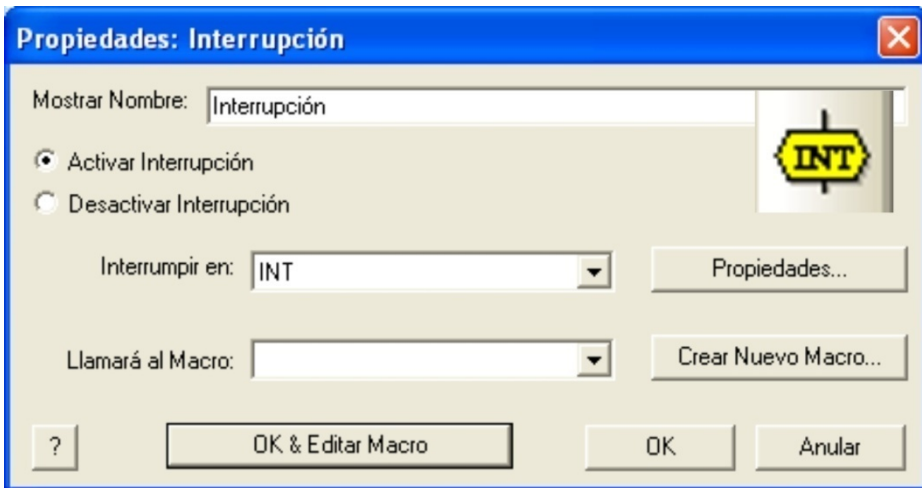 Propiedades: Interrupción
Mostrar Nombre: Interrupción
INT
Activar Interrupción
Desactivar Interrupción
Interrumpir en: INT Propiedades...
Llamará al Macro: Crear Nuevo Macro...
? OK & Editar Macro OK Anular